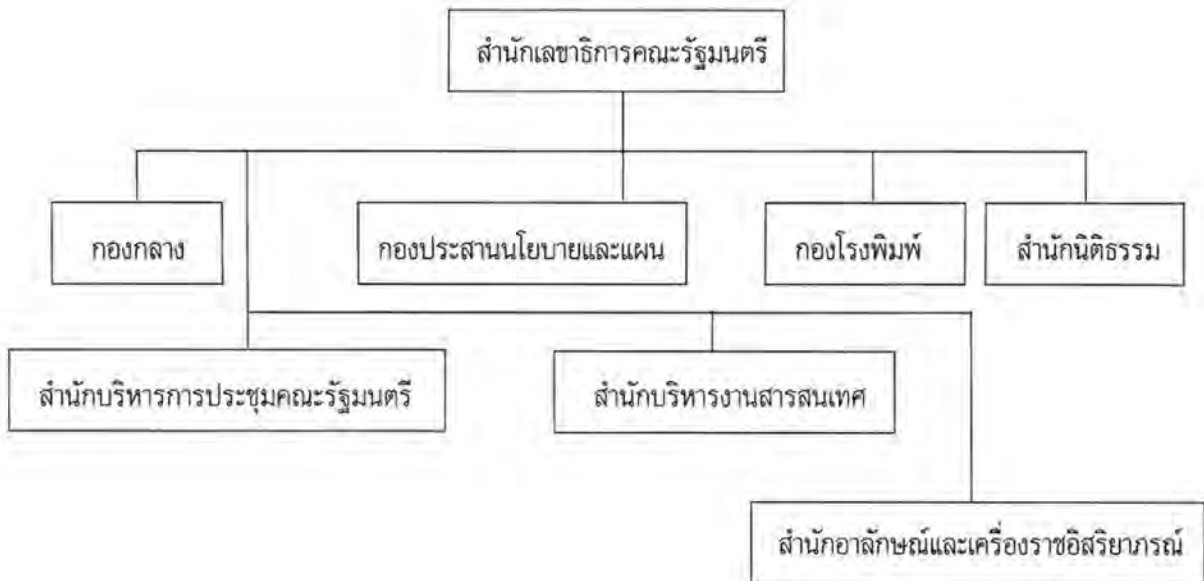 สำนักเลขาธิการคณะรัฐมนตรี
กองกลาง
กองประสานนโยบายและแผน
กองโรงพิมพ์
สำนักนิติธรรม
สำนักบริหารการประชุมคณะรัฐมนตรี
สำนักบริหารงานสารสนเทศ
สำนักอาลักษณ์และเครื่องราชอิสริยาภรณ์